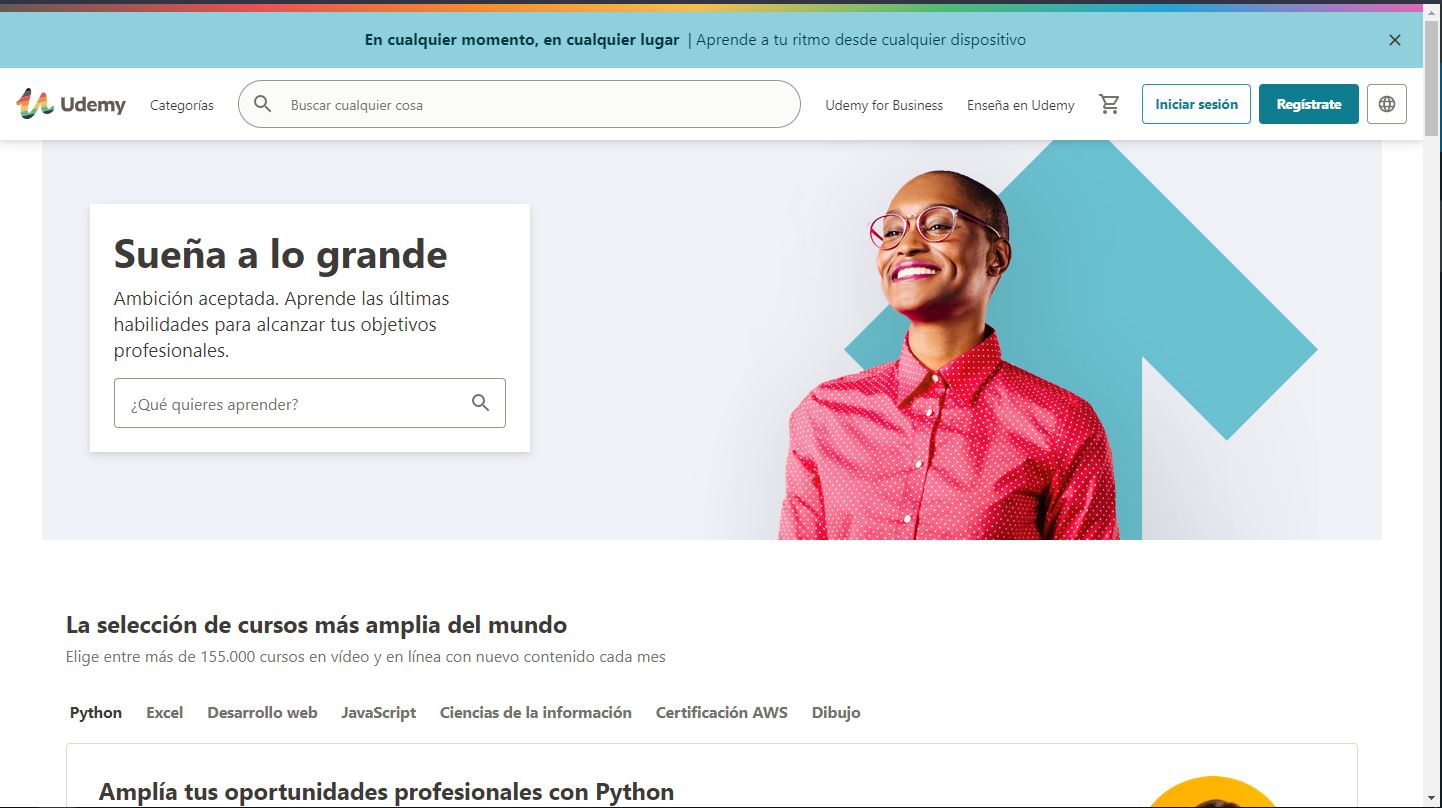 En cualquier momento, en cualquier lugar | Aprende a tu ritmo desde cualquier dispositivo
Udemy Categorías Buscar cualquier cosa Udemy for Business Enseña en Udemy Iniciar sesión Regístrate
Sueña a lo grande
Ambición aceptada. Aprende las últimas
habilidades para alcanzar tus objetivos
profesionales.
¿Qué quieres aprender?
La selección de cursos más amplia del mundo
Elige entre más de 155.000 cursos en vídeo y en línea con nuevo contenido cada mes
Python Excel Desarrollo web JavaScript Ciencias de la información Certificación AWS Dibujo
Amplía tus oportunidades profesionales con Python